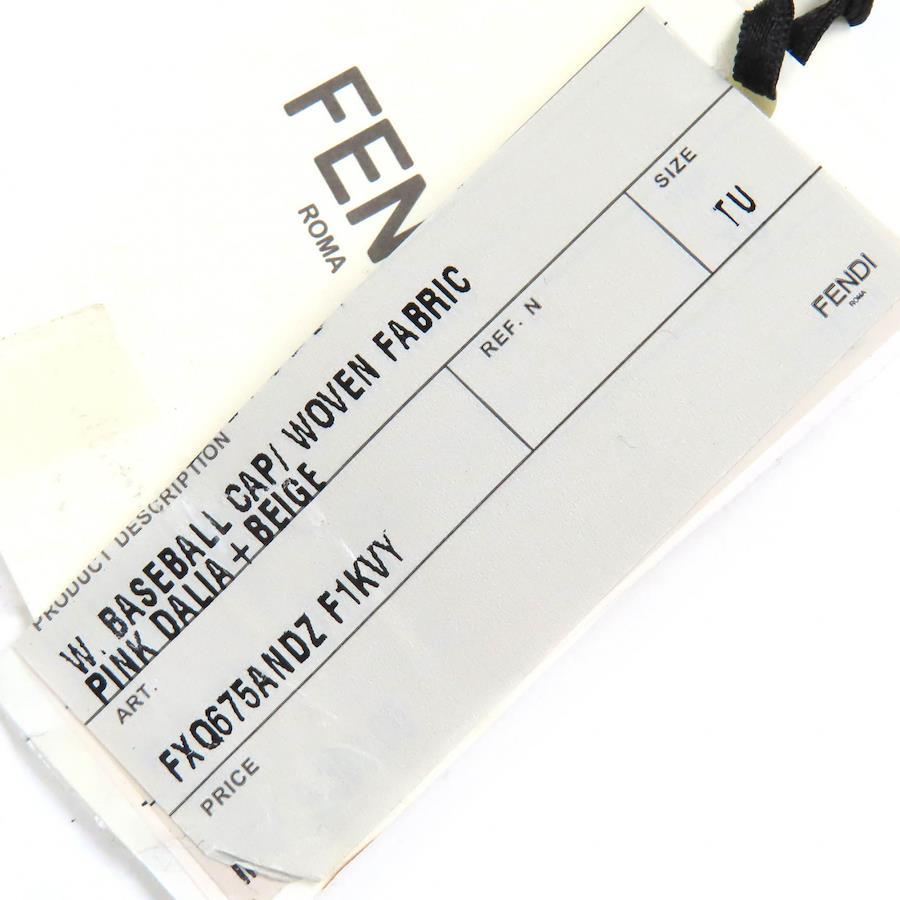 FEN
ROMA
PRODUCT DESCRIPTION
W. BASEBALL CAP/ WOVEN FABRIC
PINK DALIA + BEIGE
ART.
FXQ675ANDZ F1KVY
REF. N
SIZE
TU
PRICE
FENDI
ROMA